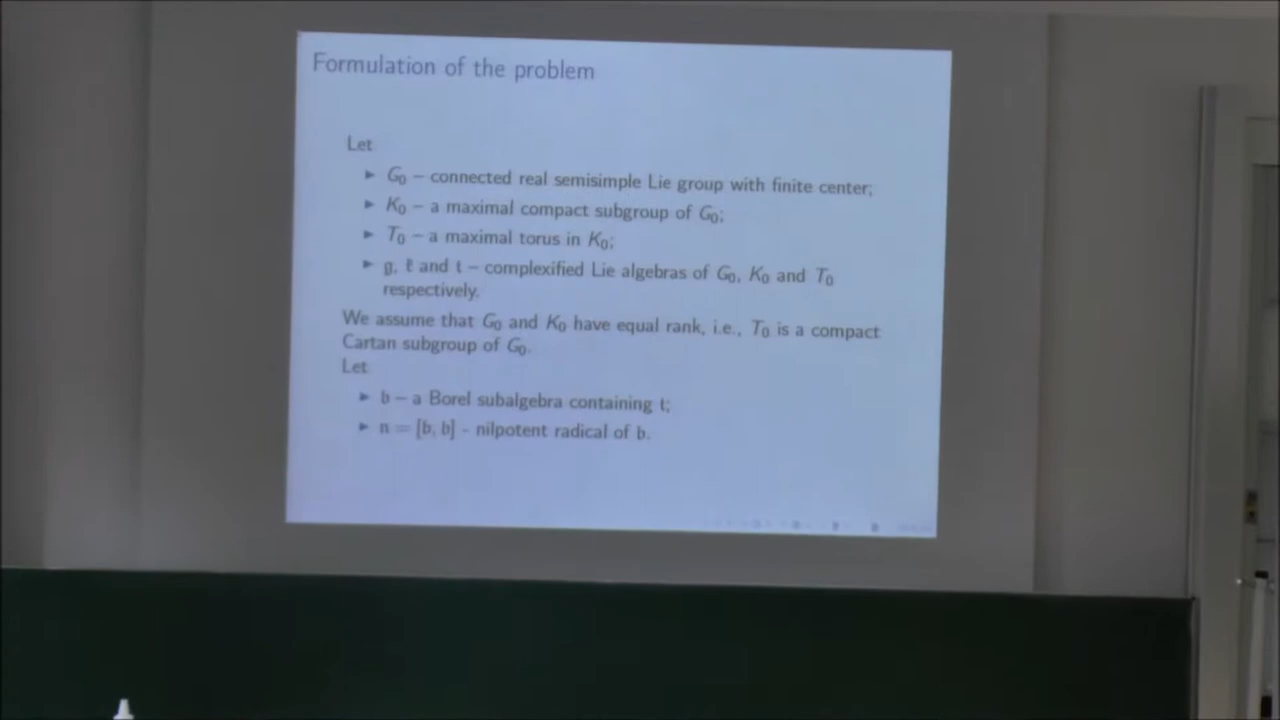 Formulation of the problem
Let
► G₀ – connected real semisimple Lie group with finite center;
► K₀ – a maximal compact subgroup of G₀;
► T₀ – a maximal torus in K₀;
► 𝔤, 𝔨 and 𝔱 – complexified Lie algebras of G₀, K₀ and T₀
respectively.
We assume that G₀ and K₀ have equal rank, i.e., T₀ is a compact
Cartan subgroup of G₀.
Let
► 𝔟 – a Borel subalgebra containing 𝔱;
► 𝔫 = [𝔟, 𝔟] - nilpotent radical of 𝔟.